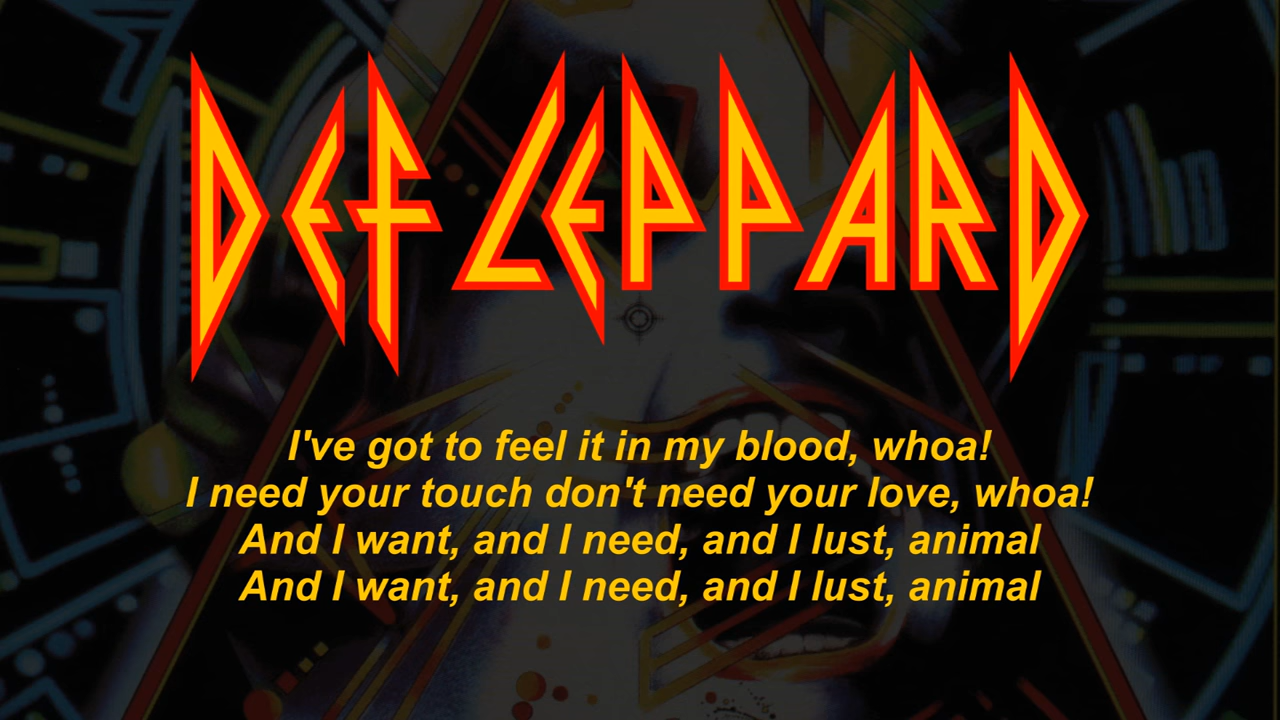 DEF LEPPARD
I've got to feel it in my blood, whoa!
I need your touch don't need your love, whoa!
And I want, and I need, and I lust, animal
And I want, and I need, and I lust, animal